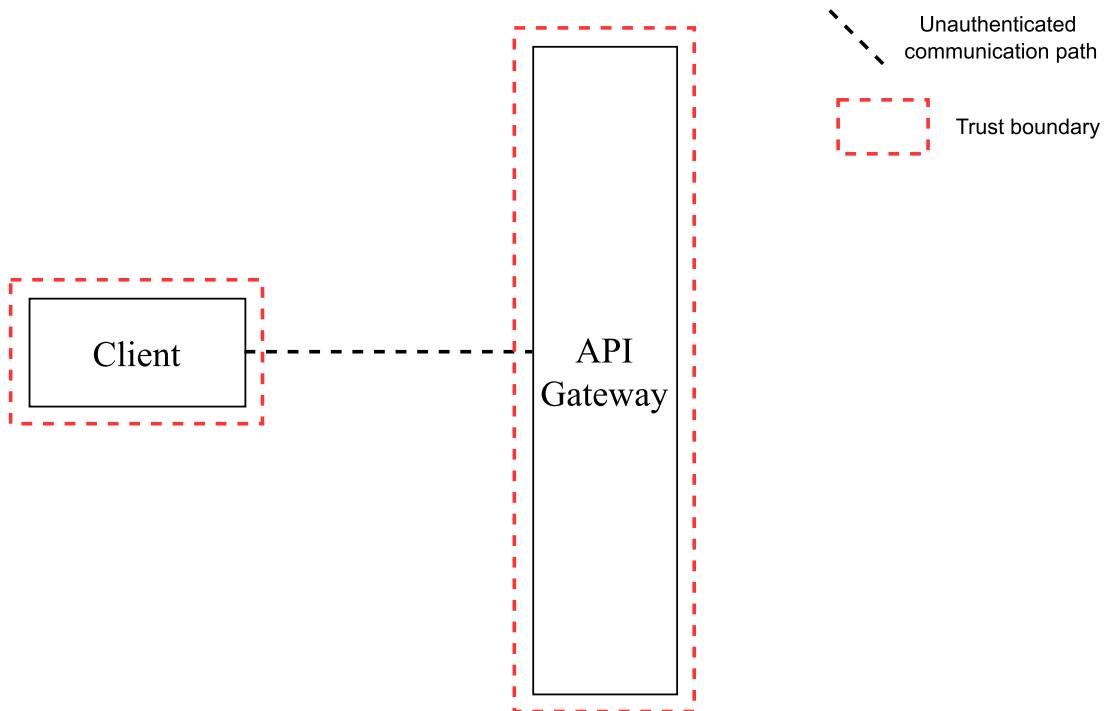 Unauthenticated
communication path
Trust boundary
Client
API
Gateway